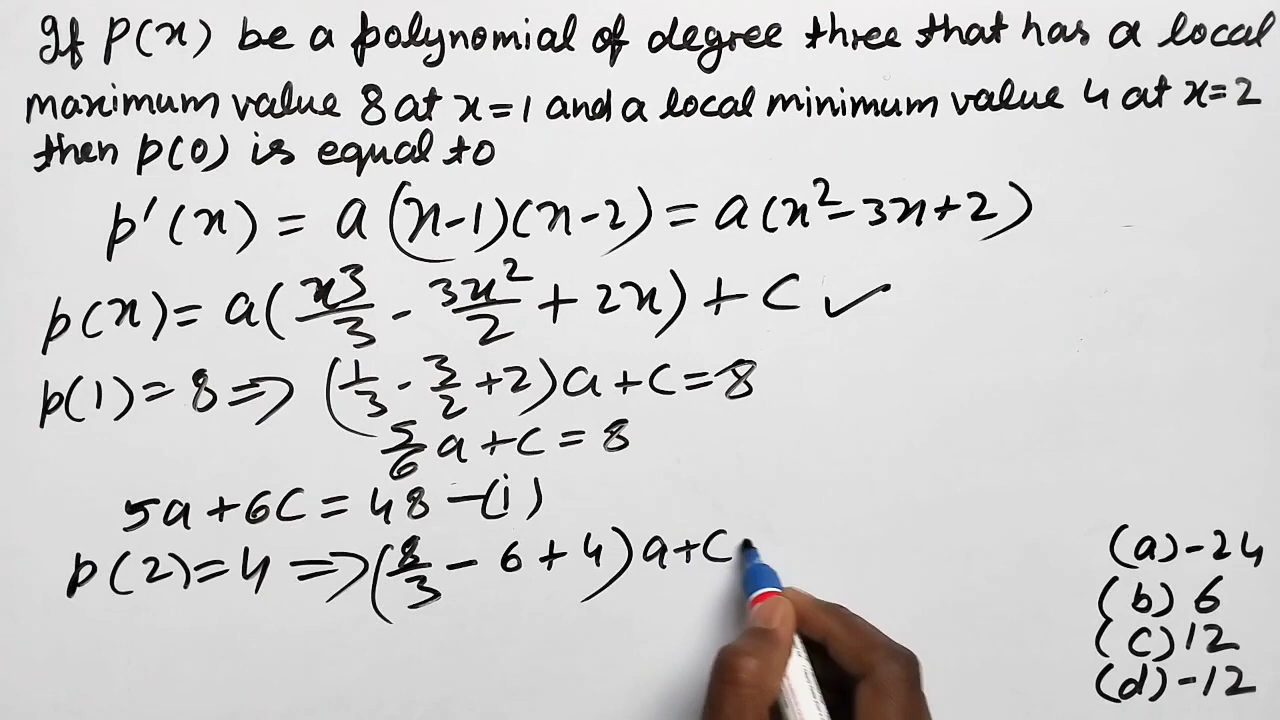 If P(x) be a polynomial of degree three that has a local
maximum value 8 at x=1 and a local minimum value 4 at x=2
then p(0) is equal to
p'(x) = a(x-1)(x-2) = a(x²-3x+2)
p(x) = a(x³/3 - 3x²/2 + 2x) + C ✓
p(1) = 8 => (1/3 - 3/2 + 2)a + C = 8
5/6 a + C = 8
5a + 6C = 48 -(i)
p(2) = 4 => (8/3 - 6 + 4)a + C
(a) -24
(b) 6
(c) 12
(d) -12